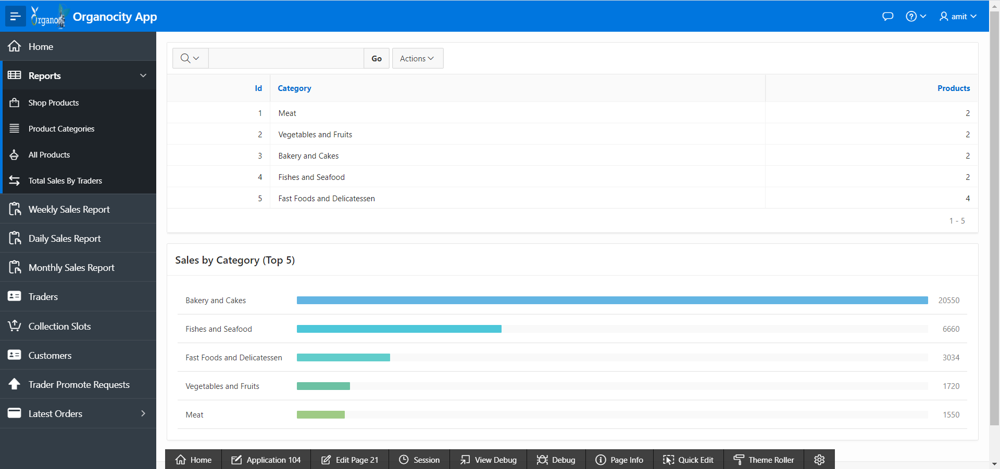 Organo
Organocity App
amit
Home
Reports
Shop Products
Product Categories
All Products
Total Sales By Traders
Weekly Sales Report
Daily Sales Report
Monthly Sales Report
Traders
Collection Slots
Customers
Trader Promote Requests
Latest Orders
Go Actions
Id Category Products
1 Meat 2
2 Vegetables and Fruits 2
3 Bakery and Cakes 2
4 Fishes and Seafood 2
5 Fast Foods and Delicatessen 4
1 - 5
Sales by Category (Top 5)
Bakery and Cakes 20550
Fishes and Seafood 6660
Fast Foods and Delicatessen 3034
Vegetables and Fruits 1720
Meat 1550
Home Application 104 Edit Page 21 Session View Debug Debug Page Info Quick Edit Theme Roller